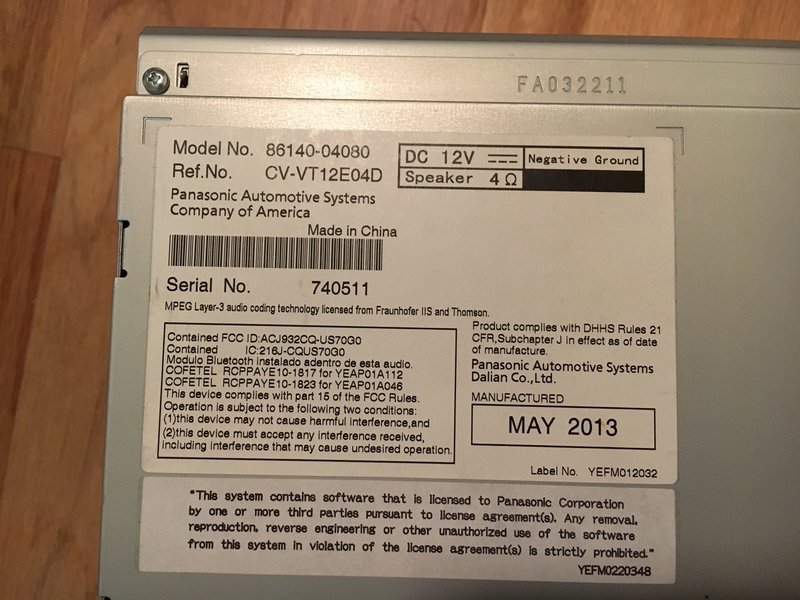 FA032211
Model No. 86140-04080
Ref.No. CV-VT12E04D
DC 12V
Negative Ground
Speaker 4 Ω
Panasonic Automotive Systems
Company of America
Made in China
Serial No. 740511
MPEG Layer-3 audio coding technology licensed from Fraunhofer IIS and Thomson.
Contained FCC ID:ACJ932CQ-US70G0
Contained IC:216J-CQUS70G0
Modulo Bluetooth instalado adentro de esta audio.
COFETEL RCPPAYE10-1817 for YEAP01A112
COFETEL RCPPAYE10-1823 for YEAP01A046
This device complies with part 15 of the FCC Rules.
Operation is subject to the following two conditions:
(1)this device may not cause harmful interference,and
(2)this device must accept any interference received,
including interference that may cause undesired operation.
Product complies with DHHS Rules 21
CFR,Subchapter J in effect as of date
of manufacture.
Panasonic Automotive Systems
Dalian Co.,Ltd.
MANUFACTURED
MAY 2013
Label No. YEFM012032
"This system contains software that is licensed to Panasonic Corporation
by one or more third parties pursuant to license agreement(s). Any removal,
reproduction, reverse engineering or other unauthorized use of the software
from this system in violation of the license agreement(s) is strictly prohibited."
YEFM0220348